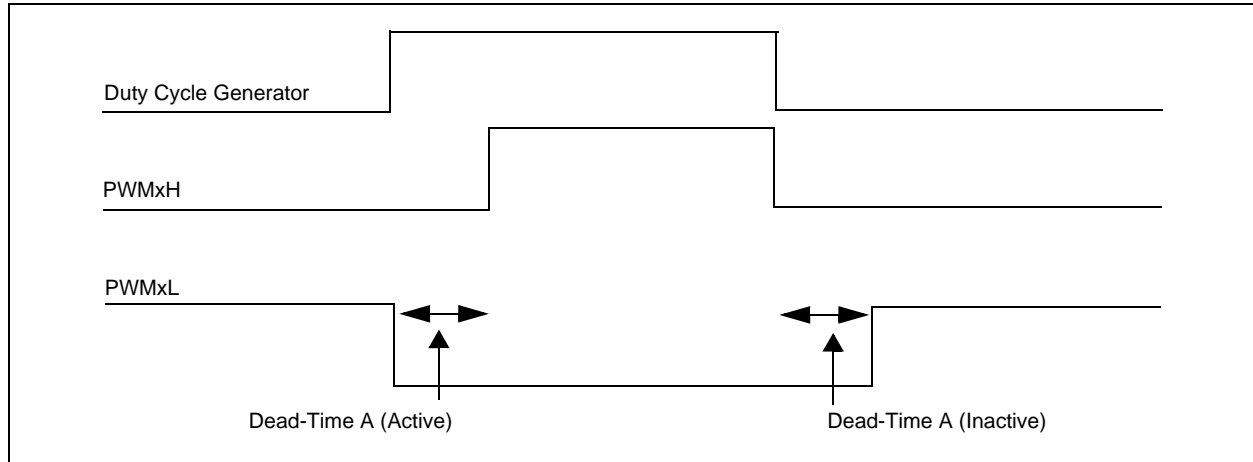 Duty Cycle Generator
PWMxH
PWMxL
Dead-Time A (Active)
Dead-Time A (Inactive)